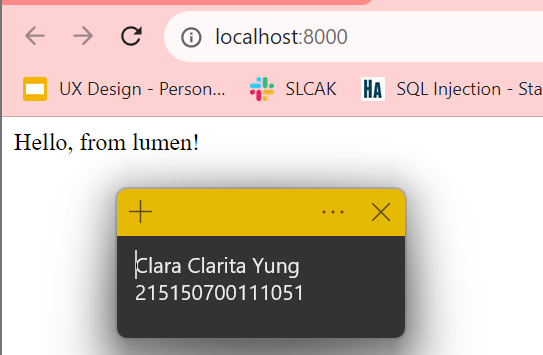 localhost:8000
UX Design - Person... SLCAK HA SQL Injection - Sta
Hello, from lumen!
Clara Clarita Yung
215150700111051